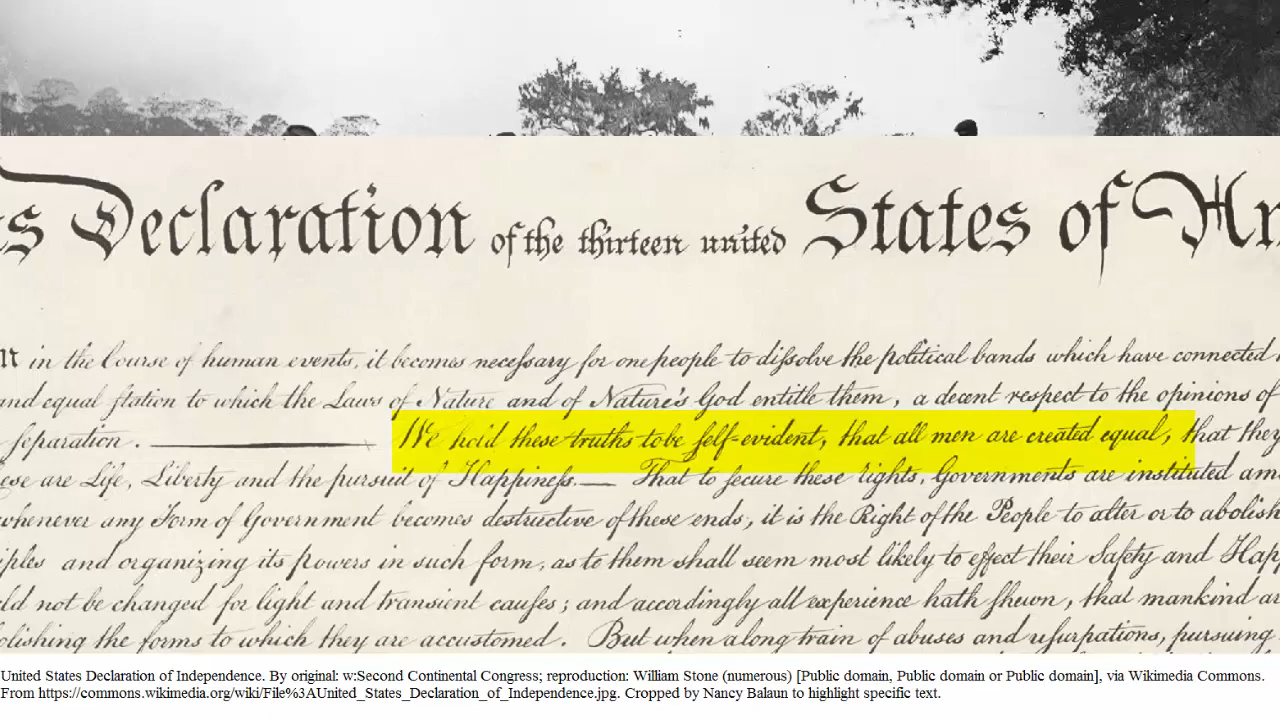 s Declaration of the thirteen united States of Am
n in the Course of human events, it becomes necessary for one people to dissolve the political bands which have connected
and equal station to which the Laws of Nature and of Nature's God entitle them, a decent respect to the opinions of
separation. We hold these truths to be self-evident, that all men are created equal, that they
ese are Life, Liberty and the pursuit of Happiness.— That to secure these rights, Governments are instituted am
whenever any Form of Government becomes destructive of these ends, it is the Right of the People to alter or to abolish
iples and organizing its powers in such form, as to them shall seem most likely to effect their Safety and Happ
ld not be changed for light and transient causes; and accordingly all experience hath shewn, that mankind ar
olishing the forms to which they are accustomed. But when a long train of abuses and usurpations, pursuing
United States Declaration of Independence. By original: w:Second Continental Congress; reproduction: William Stone (numerous) [Public domain, Public domain or Public domain], via Wikimedia Commons.
From https://commons.wikimedia.org/wiki/File%3AUnited_States_Declaration_of_Independence.jpg. Cropped by Nancy Balaun to highlight specific text.